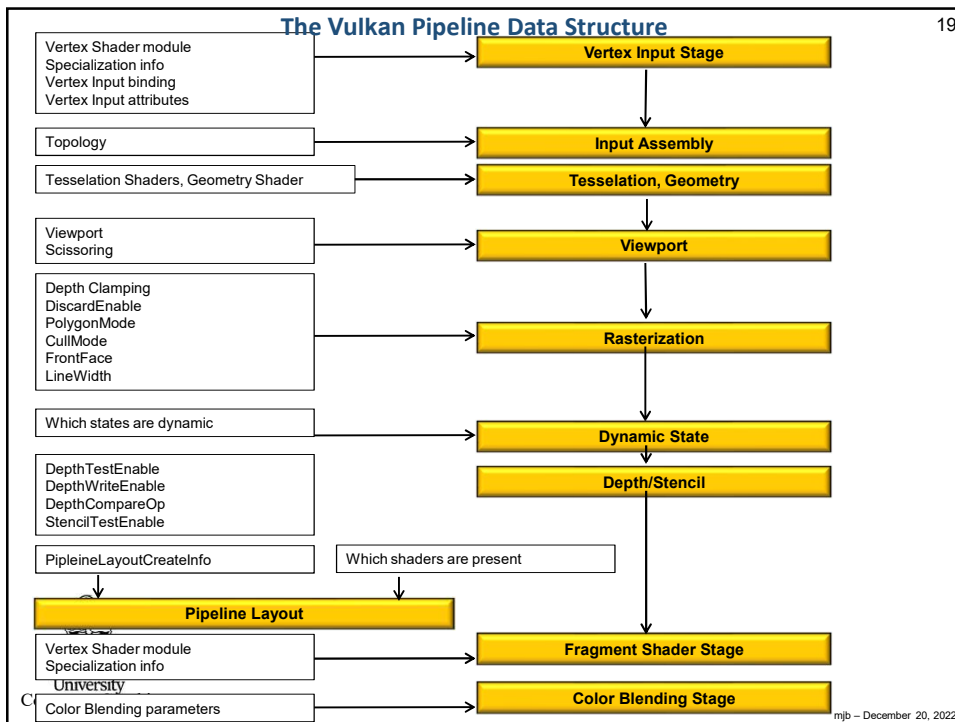 The Vulkan Pipeline Data Structure
19
Vertex Shader module
Specialization info
Vertex Input binding
Vertex Input attributes
Vertex Input Stage
Topology
Input Assembly
Tesselation Shaders, Geometry Shader
Tesselation, Geometry
Viewport
Scissoring
Viewport
Depth Clamping
DiscardEnable
PolygonMode
CullMode
FrontFace
LineWidth
Rasterization
Which states are dynamic
Dynamic State
DepthTestEnable
DepthWriteEnable
DepthCompareOp
StencilTestEnable
Depth/Stencil
PipleineLayoutCreateInfo
Which shaders are present
Pipeline Layout
Vertex Shader module
Specialization info
Fragment Shader Stage
University
Color Blending parameters
Color Blending Stage
mjb – December 20, 2022